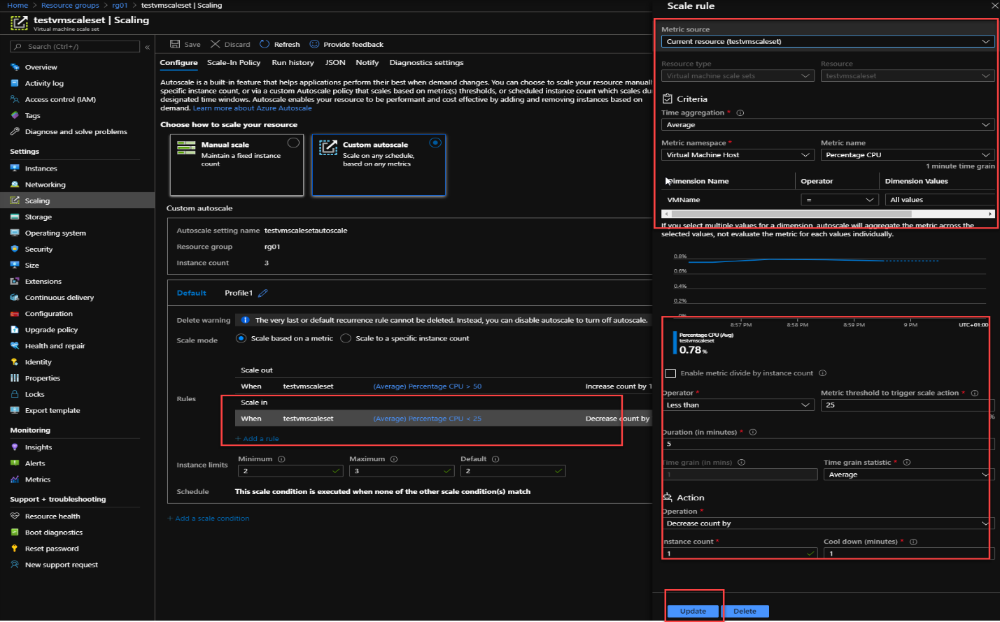 Home > Resource groups > rg01 > testvmscaleset | Scaling
testvmscaleset | Scaling
Virtual machine scale set
Search (Ctrl+/)
«
Overview
Activity log
Access control (IAM)
Tags
Diagnose and solve problems
Settings
Instances
Networking
Scaling
Storage
Operating system
Security
Size
Extensions
Continuous delivery
Configuration
Upgrade policy
Health and repair
Identity
Properties
Locks
Export template
Monitoring
Insights
Alerts
Metrics
Support + troubleshooting
Resource health
Boot diagnostics
Reset password
New support request
Save Discard Refresh Provide feedback
Configure Scale-In Policy Run history JSON Notify Diagnostics settings
Autoscale is a built-in feature that helps applications perform their best when demand changes. You can choose to scale your resource manuall
specific instance count, or via a custom Autoscale policy that scales based on metric(s) thresholds, or scheduled instance count which scales du
designated time windows. Autoscale enables your resource to be performant and cost effective by adding and removing instances based on
demand. Learn more about Azure Autoscale
Choose how to scale your resource
Manual scale
Maintain a fixed instance
count
Custom autoscale
Scale on any schedule,
based on any metrics
Custom autoscale
Autoscale setting name testvmscalesetautoscale
Resource group rg01
Instance count 3
Default Profile1
Delete warning The very last or default recurrence rule cannot be deleted. Instead, you can disable autoscale to turn off autoscale.
Scale mode Scale based on a metric Scale to a specific instance count
Rules
Scale out
When testvmscaleset (Average) Percentage CPU > 50 Increase count by 1
Scale in
When testvmscaleset (Average) Percentage CPU < 25 Decrease count by
+ Add a rule
Instance limits
Minimum Maximum Default
2 3 2
Schedule This scale condition is executed when none of the other scale condition(s) match
+ Add a scale condition
Scale rule
Metric source
Current resource (testvmscaleset)
Resource type Resource
Virtual machine scale sets testvmscaleset
Criteria
Time aggregation *
Average
Metric namespace * Metric name
Virtual Machine Host Percentage CPU
1 minute time grain
Dimension Name Operator Dimension Values
VMName = All values
If you select multiple values for a dimension, autoscale will aggregate the metric across the
selected values, not evaluate the metric for each values individually.
0.8%
0.6%
0.4%
0.2%
0%
8:57 PM 8:58 PM 8:59 PM 9 PM UTC+01:00
Percentage CPU (Avg)
testvmscaleset
0.78 %
Enable metric divide by instance count
Operator * Metric threshold to trigger scale action *
Less than 25
%
Duration (in minutes) *
5
Time grain (in mins) Time grain statistic *
1 Average
Action
Operation *
Decrease count by
Instance count * Cool down (minutes) *
1 1
Update Delete